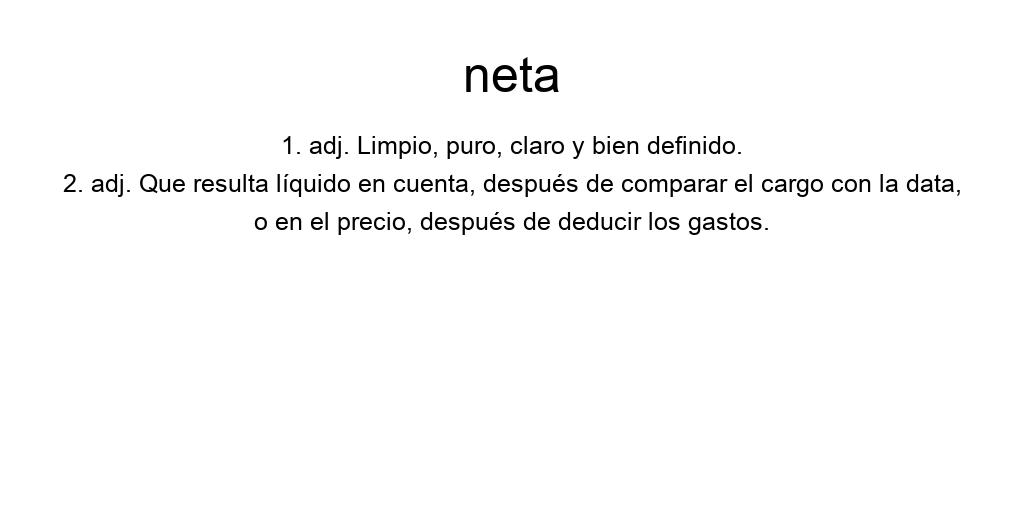 neta
1. adj. Limpio, puro, claro y bien definido.
2. adj. Que resulta líquido en cuenta, después de comparar el cargo con la data,
o en el precio, después de deducir los gastos.